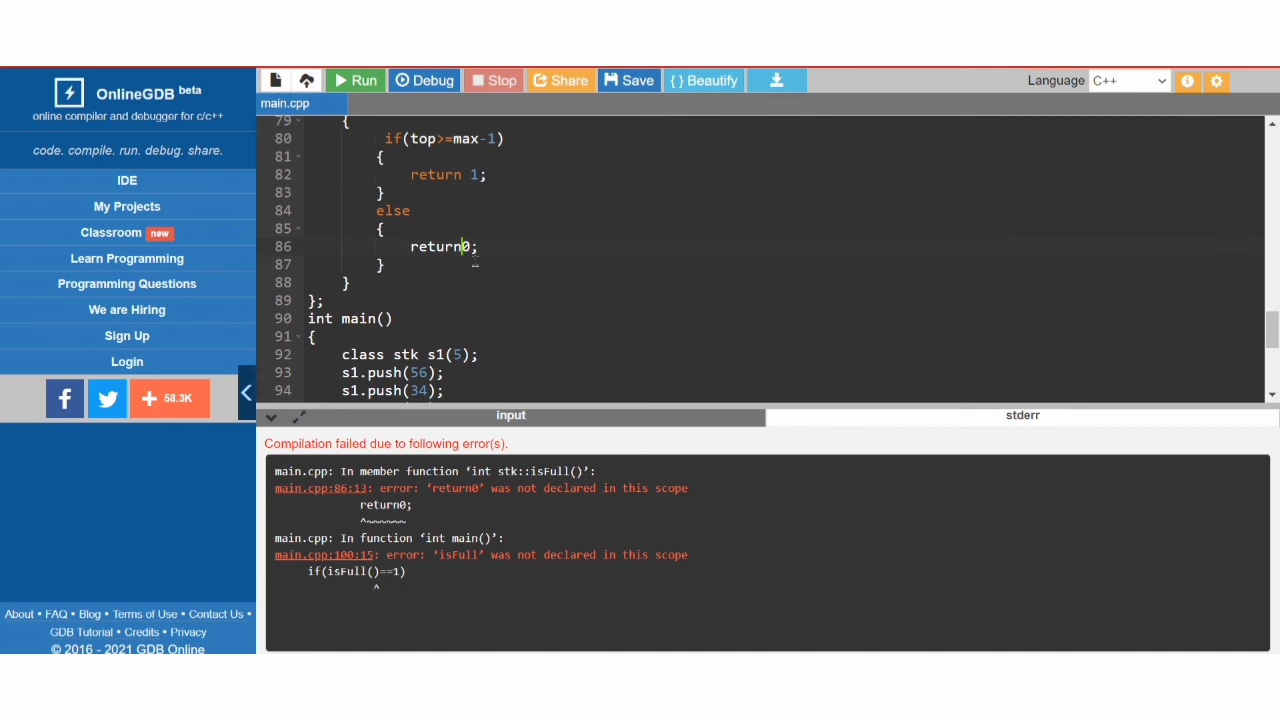 OnlineGDB beta
online compiler and debugger for c/c++
code. compile. run. debug. share.
IDE
My Projects
Classroom new
Learn Programming
Programming Questions
We are Hiring
Sign Up
Login
f
+ 58.3K
About • FAQ • Blog • Terms of Use • Contact Us •
GDB Tutorial • Credits • Privacy
© 2016 - 2021 GDB Online
Run Debug Stop Share Save { } Beautify Language C++
main.cpp
79 {
80 if(top>=max-1)
81 {
82 return 1;
83 }
84 else
85 {
86 return0;
87 }
88 }
89 };
90 int main()
91 {
92 class stk s1(5);
93 s1.push(56);
94 s1.push(34);
input stderr
Compilation failed due to following error(s).
main.cpp: In member function ‘int stk::isFull()’:
main.cpp:86:13: error: ‘return0’ was not declared in this scope
return0;
^~~~~~~
main.cpp: In function ‘int main()’:
main.cpp:100:15: error: ‘isFull’ was not declared in this scope
if(isFull()==1)
^